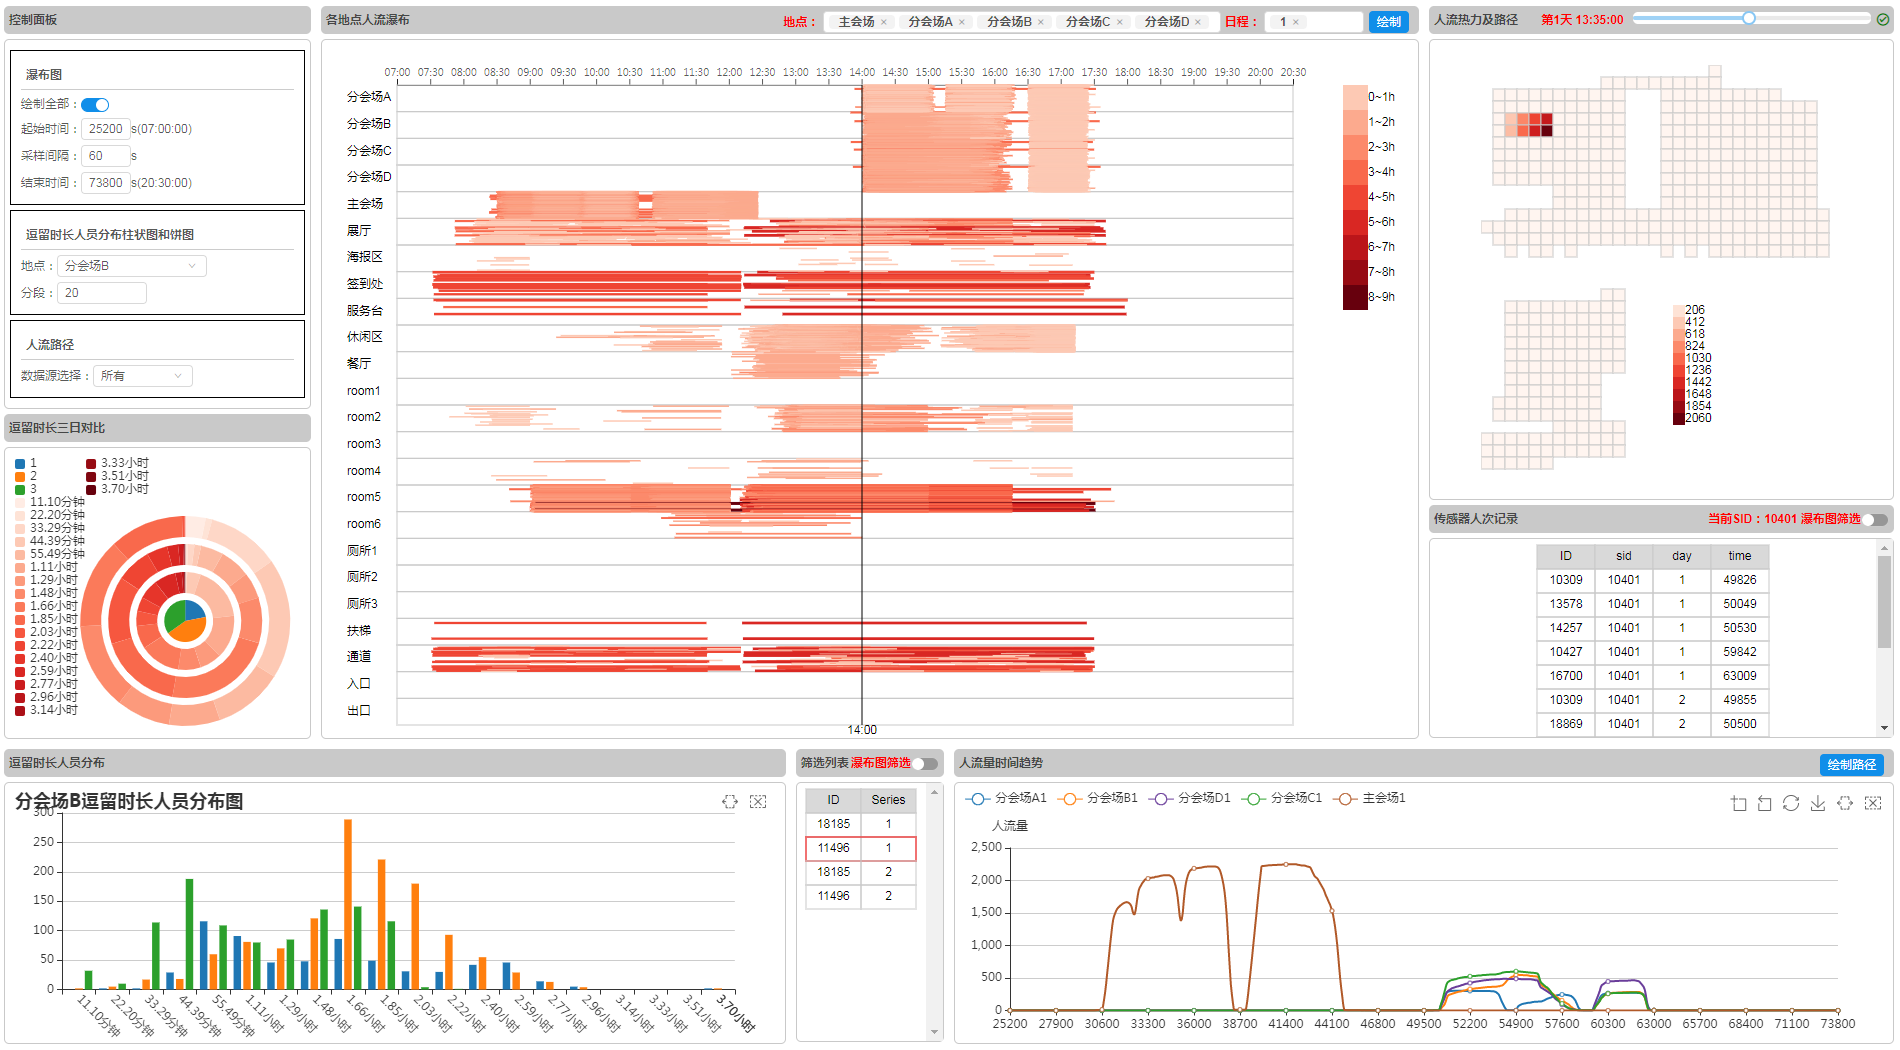 控制面板
瀑布图
绘制全部：
起始时间： 25200 s(07:00:00)
采样间隔： 60 s
结束时间： 73800 s(20:30:00)
逗留时长人员分布柱状图和饼图
地点： 分会场B
分段： 20
人流路径
数据源选择： 所有
逗留时长三日对比
1
2
3
11.10分钟
22.20分钟
33.29分钟
44.39分钟
55.49分钟
1.11小时
1.29小时
1.48小时
1.66小时
1.85小时
2.03小时
2.22小时
2.40小时
2.59小时
2.77小时
2.96小时
3.14小时
3.33小时
3.51小时
3.70小时
各地点人流瀑布 地点： 主会场 × 分会场A × 分会场B × 分会场C × 分会场D × 日程： 1 × 绘制
07:00 07:30 08:00 08:30 09:00 09:30 10:00 10:30 11:00 11:30 12:00 12:30 13:00 13:30 14:00 14:30 15:00 15:30 16:00 16:30 17:00 17:30 18:00 18:30 19:00 19:30 20:00 20:30
分会场A
分会场B
分会场C
分会场D
主会场
展厅
海报区
签到处
服务台
休闲区
餐厅
room1
room2
room3
room4
room5
room6
厕所1
厕所2
厕所3
扶梯
通道
入口
出口
14:00
0~1h
1~2h
2~3h
3~4h
4~5h
5~6h
6~7h
7~8h
8~9h
人流热力及路径 第1天 13:35:00
206
412
618
824
1030
1236
1442
1648
1854
2060
传感器人次记录 当前SID：10401 瀑布图筛选
ID sid day time
10309 10401 1 49826
13578 10401 1 50049
14257 10401 1 50530
10427 10401 1 59842
16700 10401 1 63009
10309 10401 2 49855
18869 10401 2 50500
逗留时长人员分布
分会场B逗留时长人员分布图
300
250
200
150
100
50
0
11.10分钟 22.20分钟 33.29分钟 44.39分钟 55.49分钟 1.11小时 1.29小时 1.48小时 1.66小时 1.85小时 2.03小时 2.22小时 2.40小时 2.59小时 2.77小时 2.96小时 3.14小时 3.33小时 3.51小时 3.70小时
筛选列表 瀑布图筛选
ID Series
18185 1
11496 1
18185 2
11496 2
人流量时间趋势 绘制路径
分会场A1 分会场B1 分会场D1 分会场C1 主会场1
人流量
2,500
2,000
1,500
1,000
500
0
25200 27900 30600 33300 36000 38700 41400 44100 46800 49500 52200 54900 57600 60300 63000 65700 68400 71100 73800